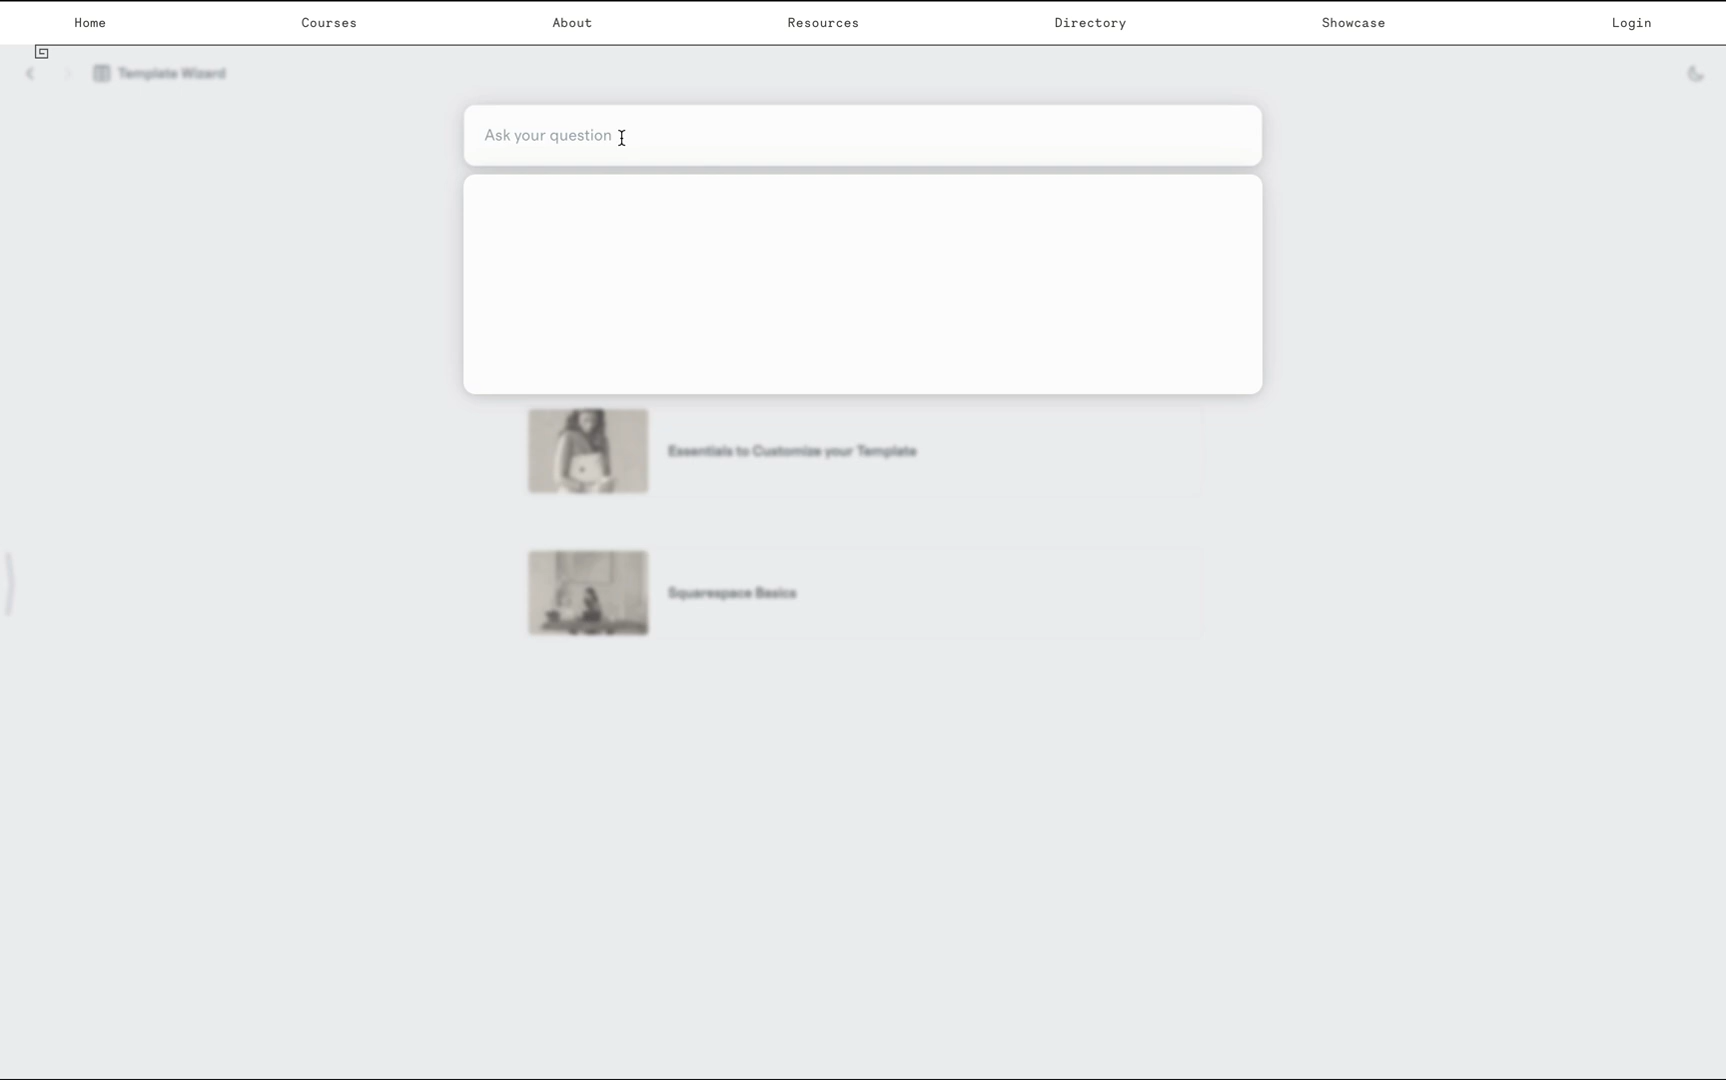 Home
Courses
About
Resources
Directory
Showcase
Login
Template Wizard
Ask your question
Essentials to Customize your Template
Squarespace Basics